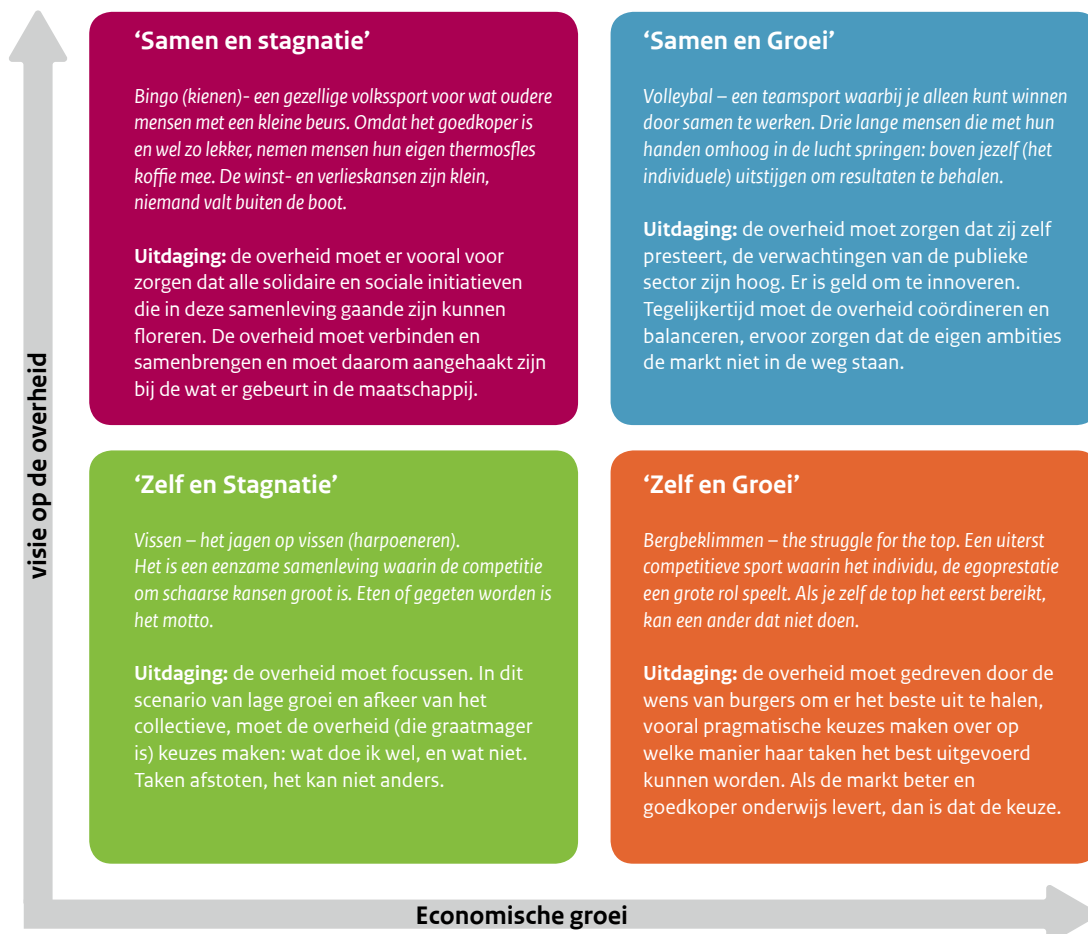 ‘Samen en stagnatie’
Bingo (kienen)- een gezellige volkssport voor wat oudere
mensen met een kleine beurs. Omdat het goedkoper is
en wel zo lekker, nemen mensen hun eigen thermosfles
koffie mee. De winst- en verlieskansen zijn klein,
niemand valt buiten de boot.
Uitdaging: de overheid moet er vooral voor
zorgen dat alle solidaire en sociale initiatieven
die in deze samenleving gaande zijn kunnen
floreren. De overheid moet verbinden en
samenbrengen en moet daarom aangehaakt zijn
bij de wat er gebeurt in de maatschappij.
‘Samen en Groei’
Volleybal – een teamsport waarbij je alleen kunt winnen
door samen te werken. Drie lange mensen die met hun
handen omhoog in de lucht springen: boven jezelf (het
individuele) uitstijgen om resultaten te behalen.
Uitdaging: de overheid moet zorgen dat zij zelf
presteert, de verwachtingen van de publieke
sector zijn hoog. Er is geld om te innoveren.
Tegelijkertijd moet de overheid coördineren en
balanceren, ervoor zorgen dat de eigen ambities
de markt niet in de weg staan.
visie op de overheid
‘Zelf en Stagnatie’
Vissen – het jagen op vissen (harpoeneren).
Het is een eenzame samenleving waarin de competitie
om schaarse kansen groot is. Eten of gegeten worden is
het motto.
Uitdaging: de overheid moet focussen. In dit
scenario van lage groei en afkeer van het
collectieve, moet de overheid (die graatmager
is) keuzes maken: wat doe ik wel, en wat niet.
Taken afstoten, het kan niet anders.
‘Zelf en Groei’
Bergbeklimmen – the struggle for the top. Een uiterst
competitieve sport waarin het individu, de egoprestatie
een grote rol speelt. Als je zelf de top het eerst bereikt,
kan een ander dat niet doen.
Uitdaging: de overheid moet gedreven door de
wens van burgers om er het beste uit te halen,
vooral pragmatische keuzes maken over op
welke manier haar taken het best uitgevoerd
kunnen worden. Als de markt beter en
goedkoper onderwijs levert, dan is dat de keuze.
Economische groei